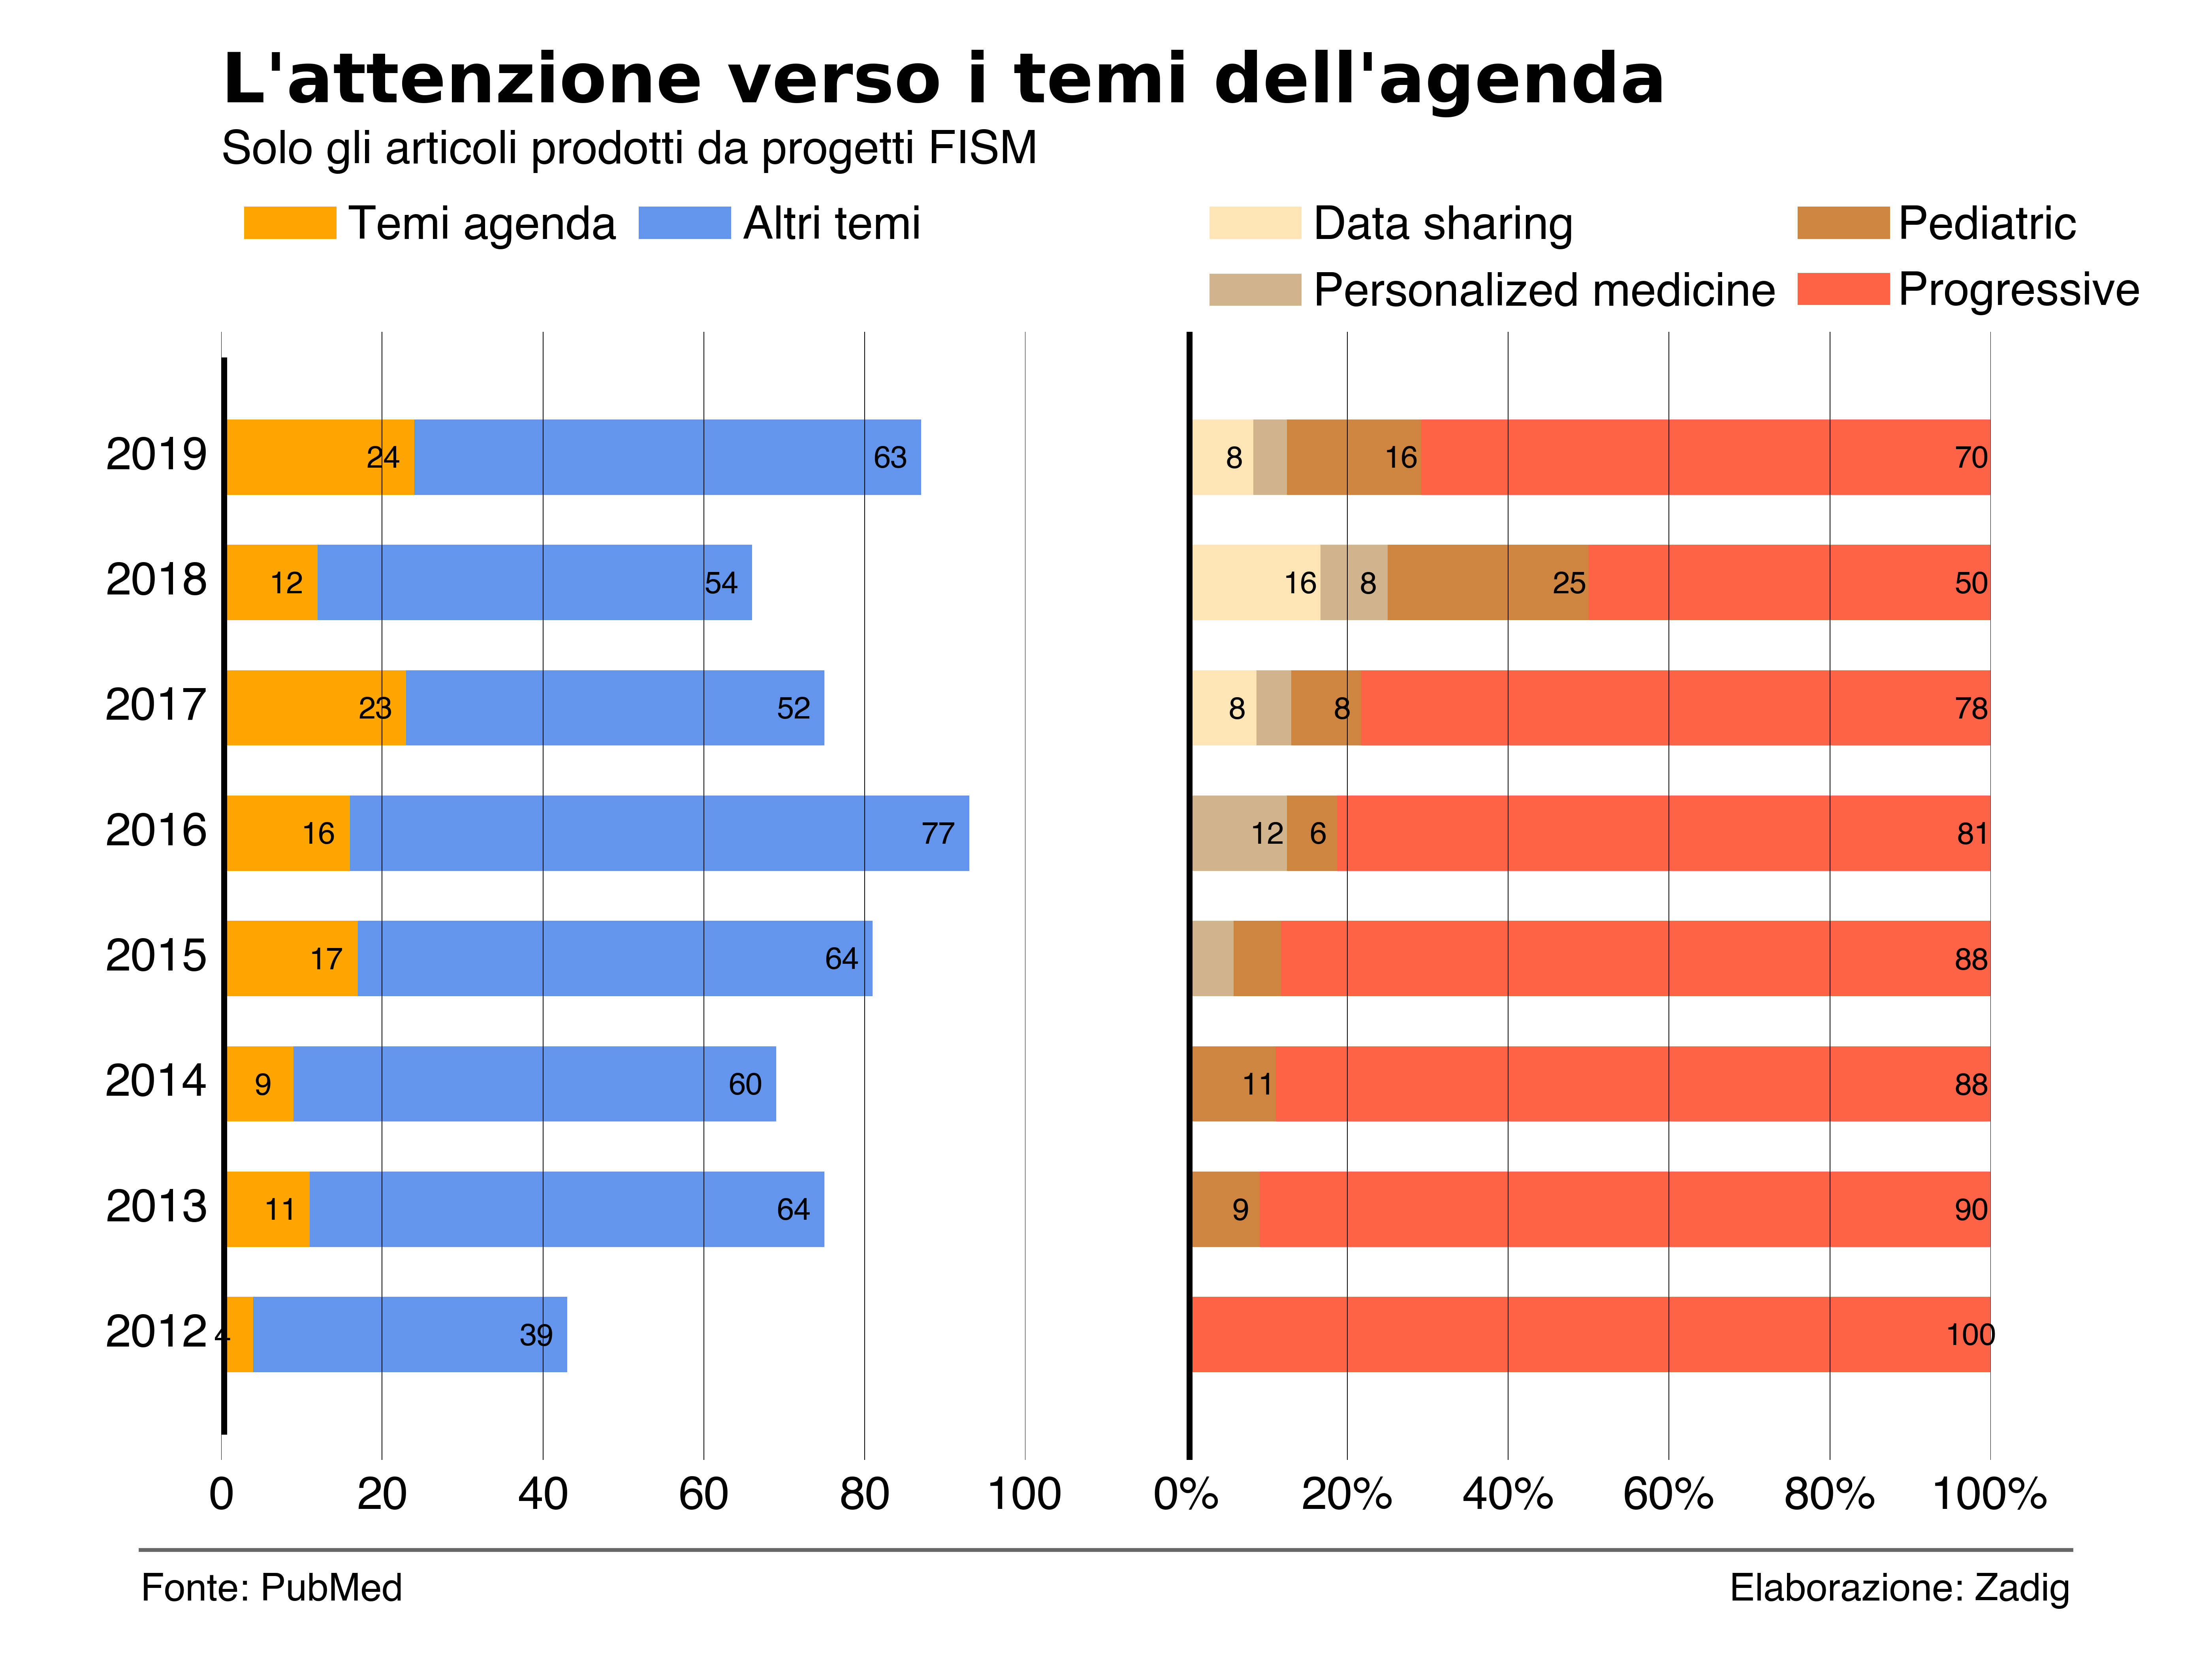 L'attenzione verso i temi dell'agenda
Solo gli articoli prodotti da progetti FISM
Temi agenda Altri temi
Data sharing Pediatric
Personalized medicine Progressive
2019 24 63 8 16 70
2018 12 54 16 8 25 50
2017 23 52 8 8 78
2016 16 77 12 6 81
2015 17 64 88
2014 9 60 11 88
2013 11 64 9 90
2012 4 39 100
0 20 40 60 80 100 0% 20% 40% 60% 80% 100%
Fonte: PubMed Elaborazione: Zadig